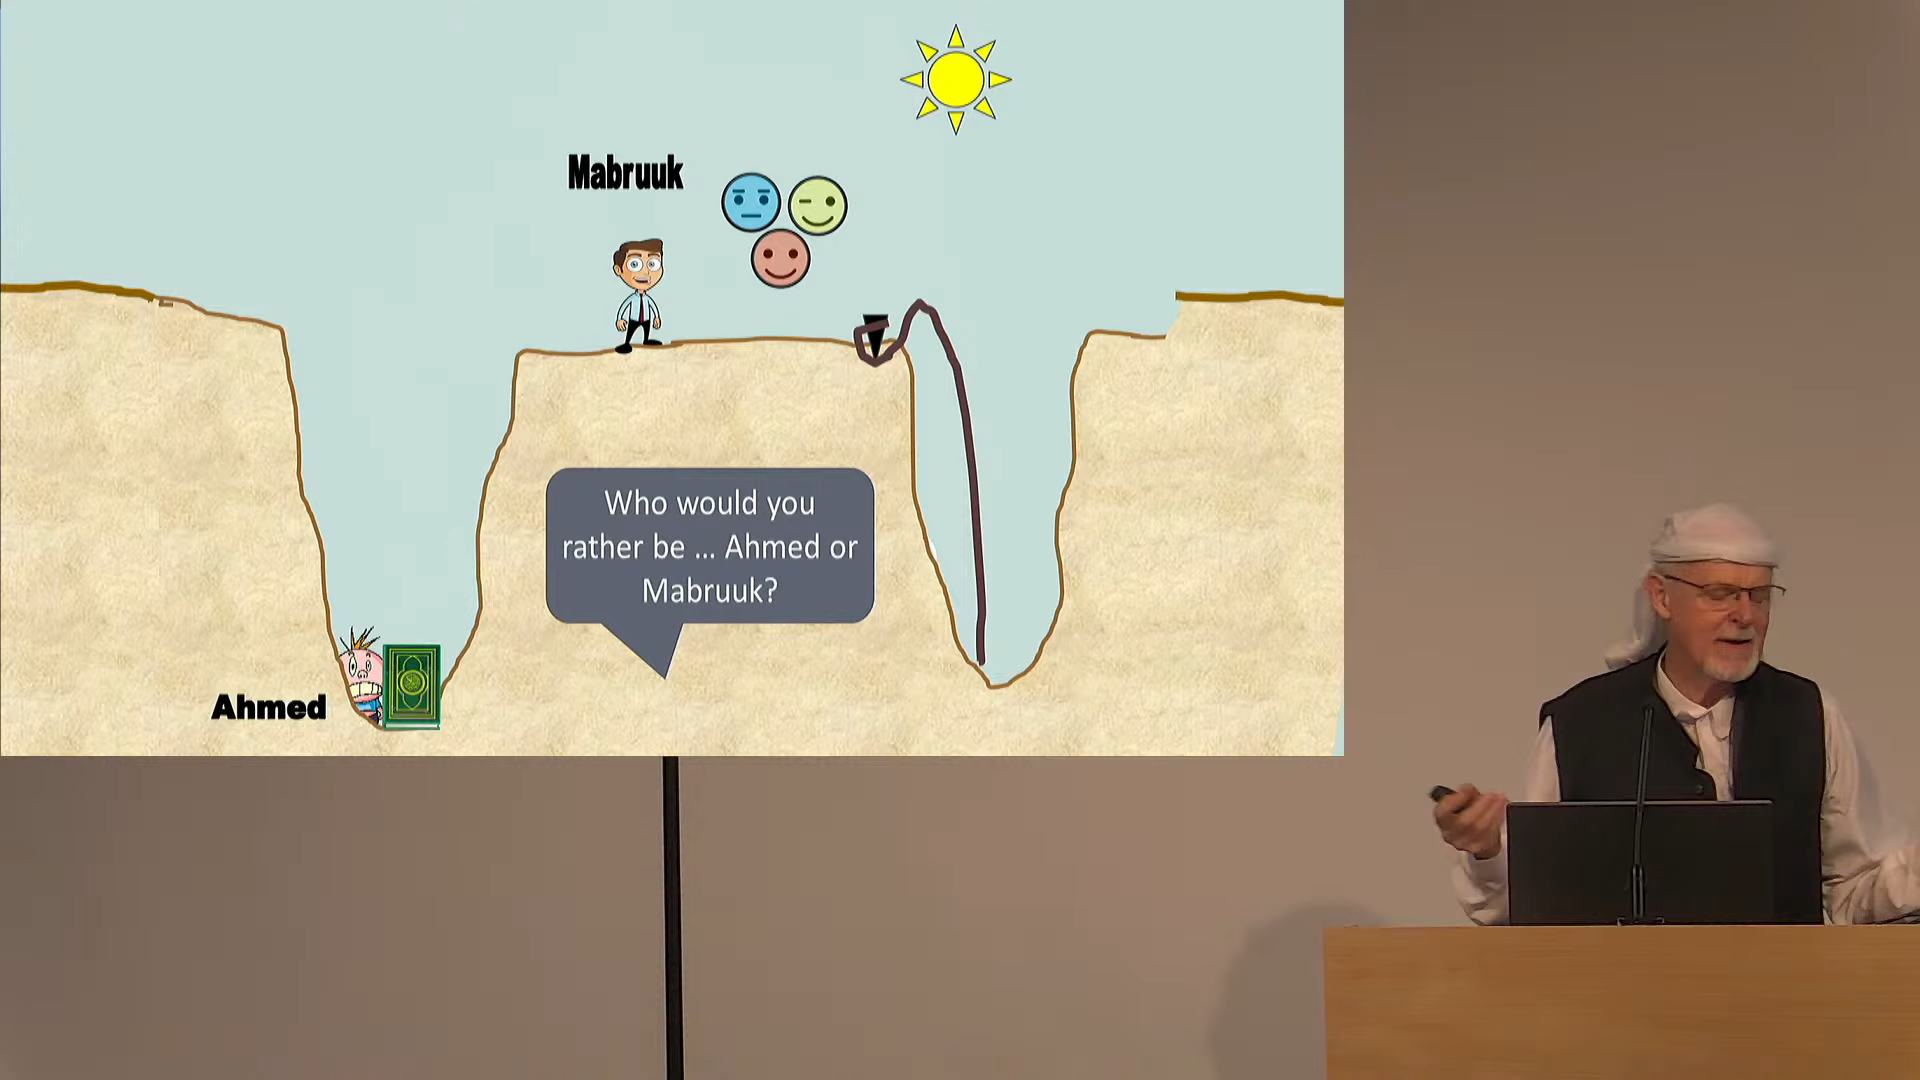 Mabruuk
Who would you
rather be ... Ahmed or
Mabruuk?
Ahmed